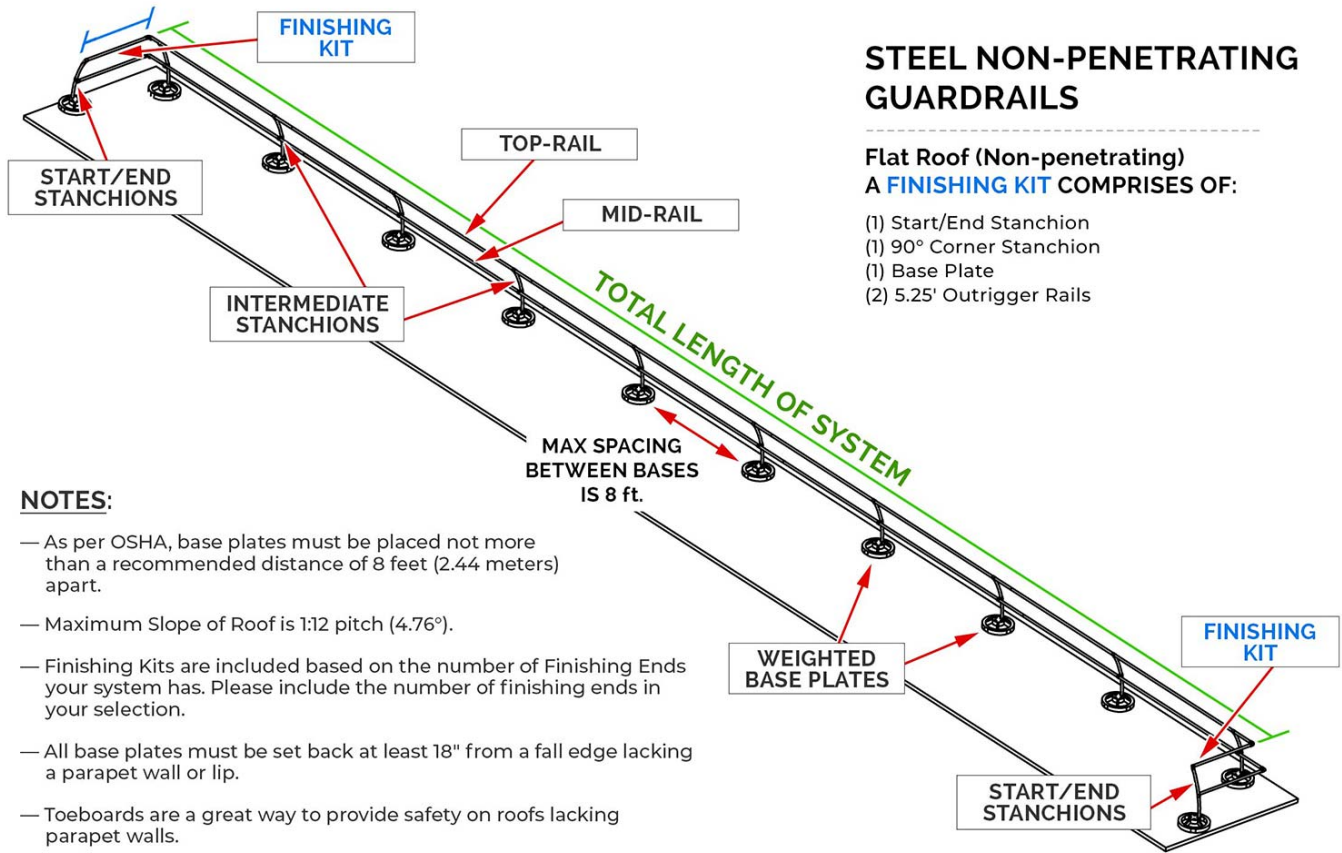 FINISHING
KIT
START/END
STANCHIONS
TOP-RAIL
MID-RAIL
INTERMEDIATE
STANCHIONS
TOTAL LENGTH OF SYSTEM
MAX SPACING
BETWEEN BASES
IS 8 ft.
WEIGHTED
BASE PLATES
FINISHING
KIT
START/END
STANCHIONS
STEEL NON-PENETRATING
GUARDRAILS
Flat Roof (Non-penetrating)
A FINISHING KIT COMPRISES OF:
(1) Start/End Stanchion
(1) 90° Corner Stanchion
(1) Base Plate
(2) 5.25' Outrigger Rails
NOTES:
— As per OSHA, base plates must be placed not more
than a recommended distance of 8 feet (2.44 meters)
apart.
— Maximum Slope of Roof is 1:12 pitch (4.76°).
— Finishing Kits are included based on the number of Finishing Ends
your system has. Please include the number of finishing ends in
your selection.
— All base plates must be set back at least 18" from a fall edge lacking
a parapet wall or lip.
— Toeboards are a great way to provide safety on roofs lacking
parapet walls.